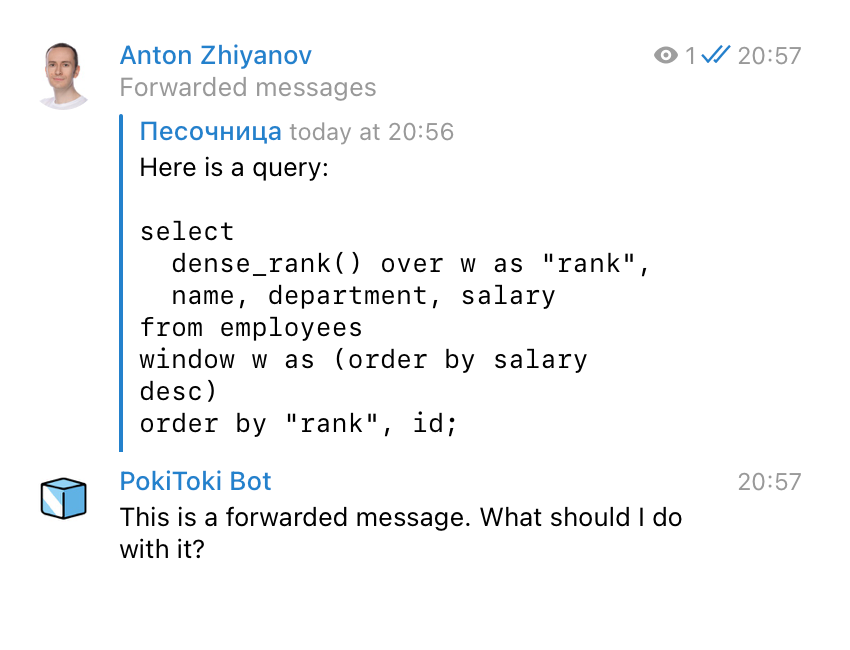 Anton Zhiyanov 1 20:57
Forwarded messages
Песочница today at 20:56
Here is a query:
select
  dense_rank() over w as "rank",
  name, department, salary
from employees
window w as (order by salary
desc)
order by "rank", id;
PokiToki Bot 20:57
This is a forwarded message. What should I do
with it?